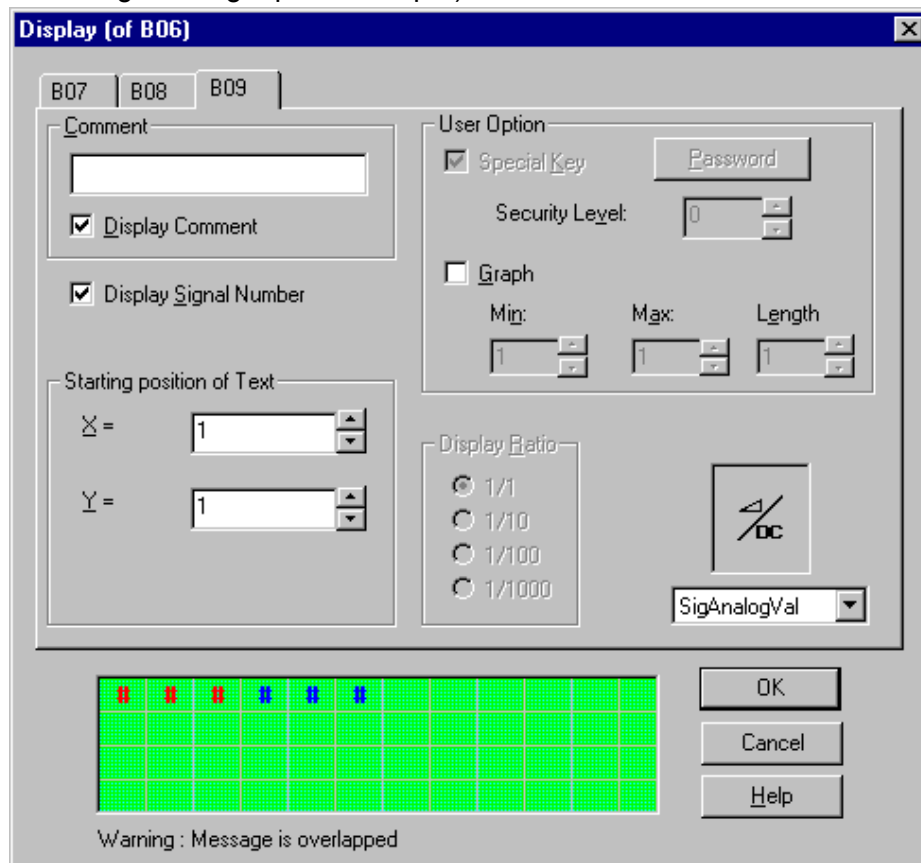 Display (of B06)
B07 B08 B09
Comment
Display Comment
Display Signal Number
Starting position of Text
X = 1
Y = 1
User Option
Special Key Password
Security Level: 0
Graph
Min: Max: Length
1 1 1
Display Ratio
1/1
1/10
1/100
1/1000
DC
SigAnalogVal
# # # # # #
Warning : Message is overlapped
OK
Cancel
Help